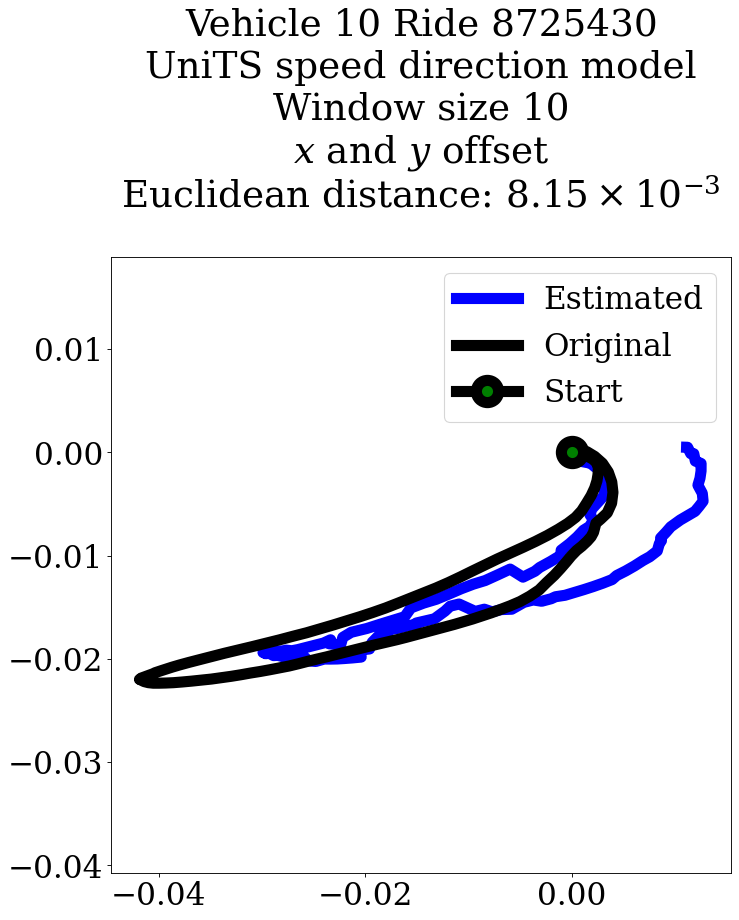 Vehicle 10 Ride 8725430
UniTS speed direction model
Window size 10
x and y offset
Euclidean distance: 8.15 × 10⁻³
Estimated
Original
Start
0.01
0.00
−0.01
−0.02
−0.03
−0.04
−0.04 −0.02 0.00